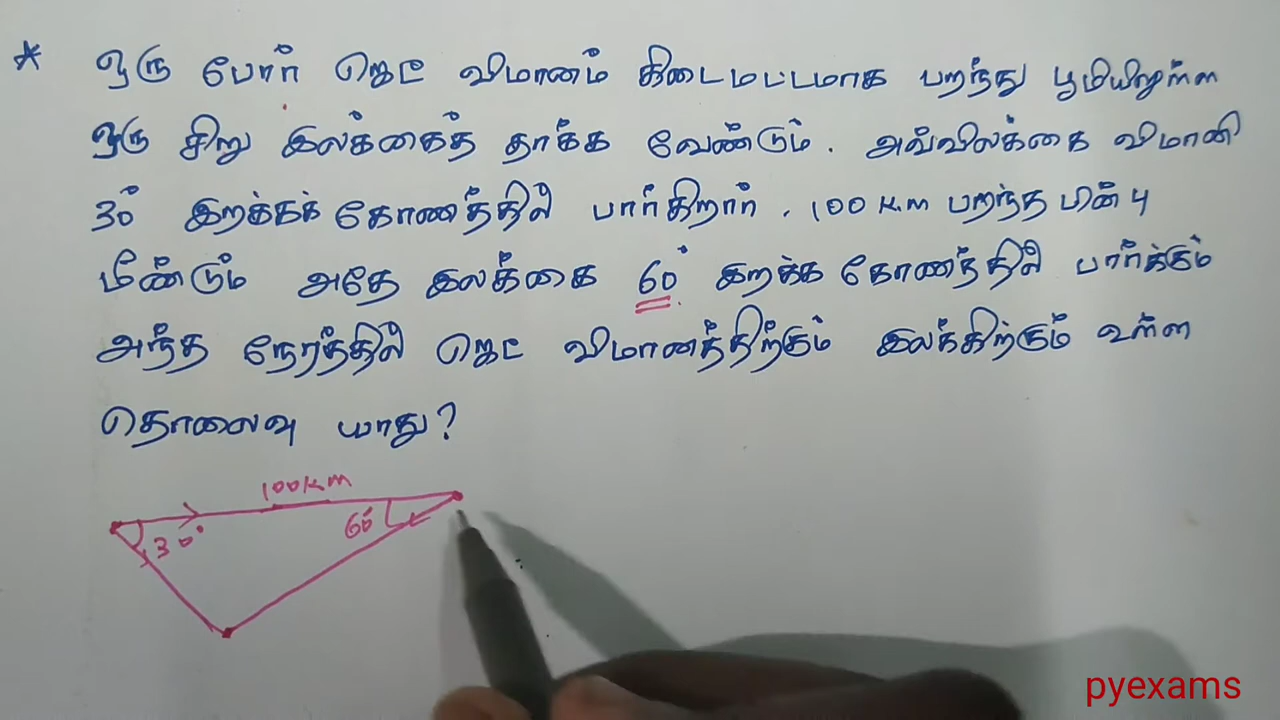 * ஒரு போர் ஜெட் விமானம் கிடைமட்டமாக பறந்து பூமியிலுள்ள
ஒரு சிறு இலக்கைத் தாக்க வேண்டும். அவ்விலக்கை விமானி
30° இறக்கக் கோணத்தில் பார்கிறார். 100 km பறந்த பின்பு
மீண்டும் அதே இலக்கை 60° இறக்க கோணத்தில் பார்க்கும்
அந்த நேரத்தில் ஜெட் விமானத்திற்கும் இலக்கிற்கும் உள்ள
தொலைவு யாது?
100km
30°
60°
pyexams